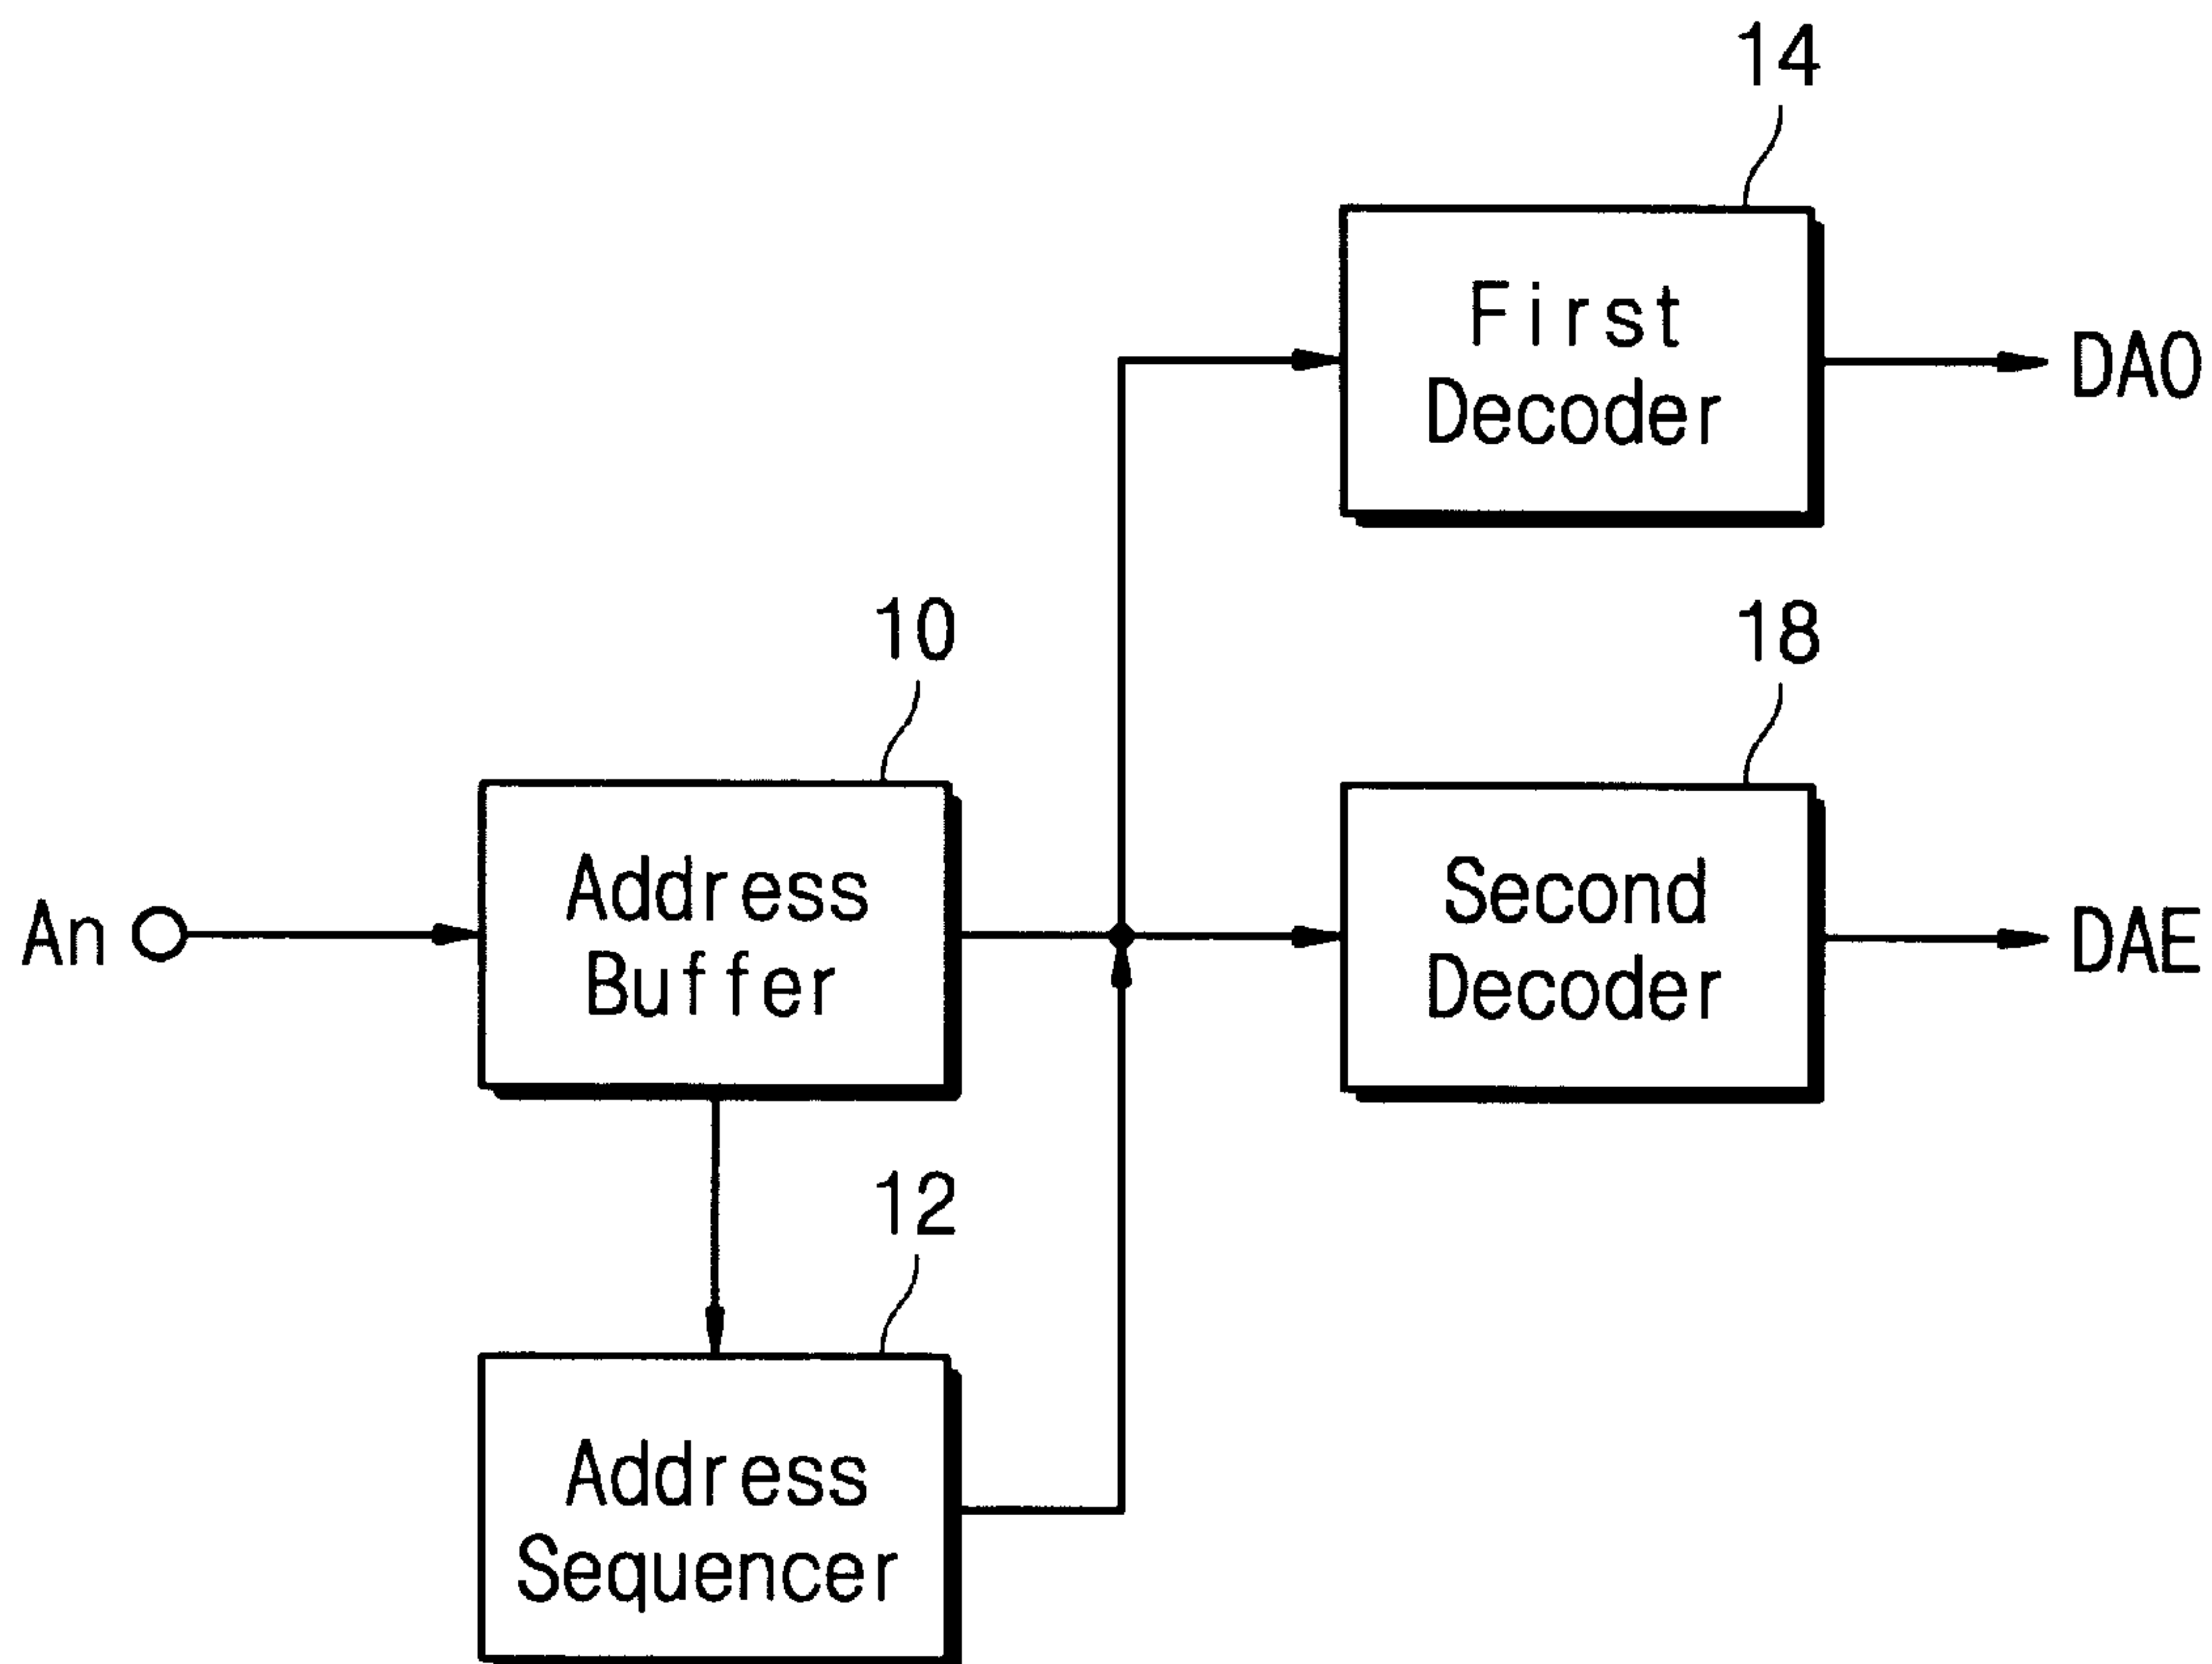 14
First
Decoder
DAO
10
18
An
Address
Buffer
Second
Decoder
DAE
12
Address
Sequencer